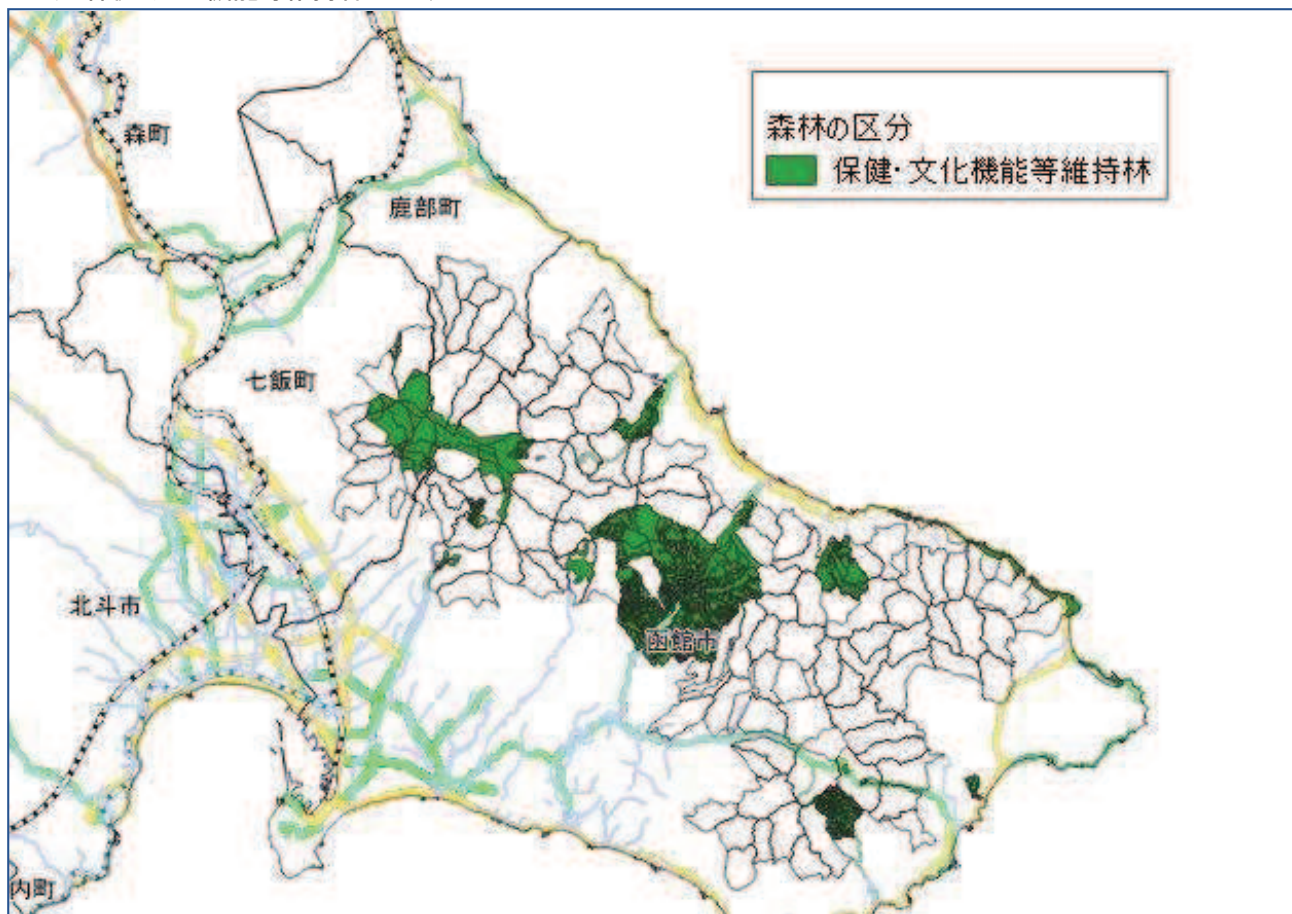 森林の区分
保健・文化機能等維持林
森町
鹿部町
七飯町
北斗市
函館市
内町